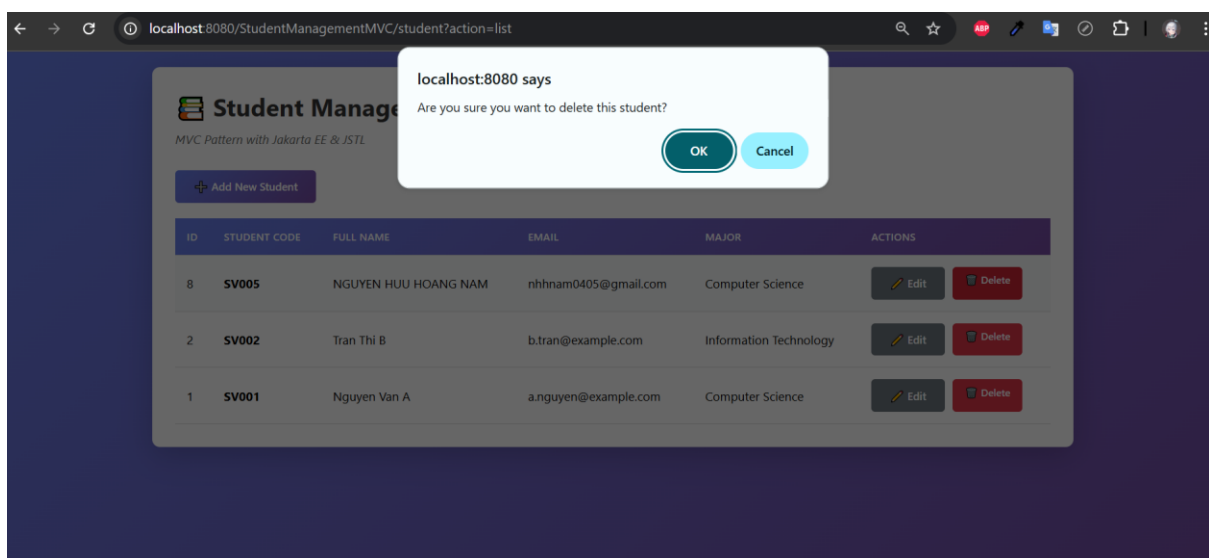 localhost:8080/StudentManagementMVC/student?action=list
ABP
localhost:8080 says
Are you sure you want to delete this student?
OK Cancel
Student Manage
MVC Pattern with Jakarta EE & JSTL
Add New Student
ID STUDENT CODE FULL NAME EMAIL MAJOR ACTIONS
8 SV005 NGUYEN HUU HOANG NAM nhhnam0405@gmail.com Computer Science Edit Delete
2 SV002 Tran Thi B b.tran@example.com Information Technology Edit Delete
1 SV001 Nguyen Van A a.nguyen@example.com Computer Science Edit Delete